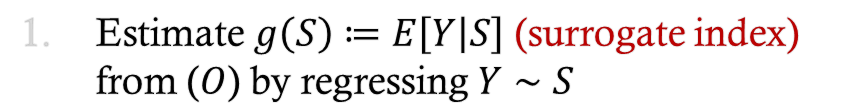 1. Estimate g(S) ≔ E[Y|S] (surrogate index)
from (O) by regressing Y ~ S